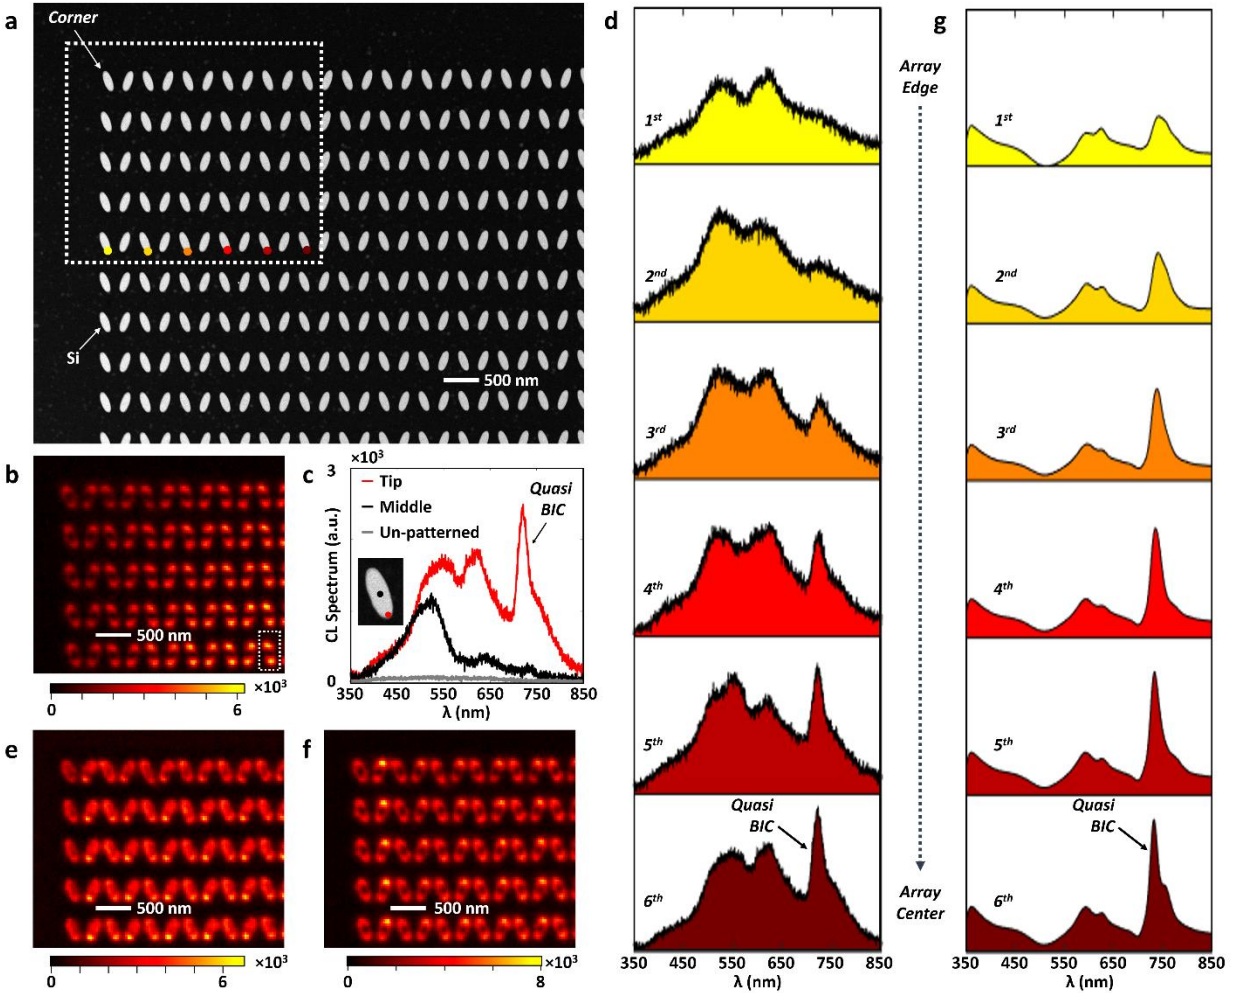 a
Corner
Si
500 nm
b
500 nm
0
6
×10³
c
×10³
3
0
CL Spectrum (a.u.)
Tip
Middle
Un-patterned
Quasi
BIC
350
450
550
650
750
850
λ (nm)
e
500 nm
0
6
×10³
f
500 nm
0
8
×10³
d
1st
2nd
3rd
4th
5th
Quasi
BIC
6th
350
450
550
650
750
850
λ (nm)
Array
Edge
Array
Center
g
1st
2nd
3rd
4th
5th
Quasi
BIC
6th
350
450
550
650
750
850
λ (nm)